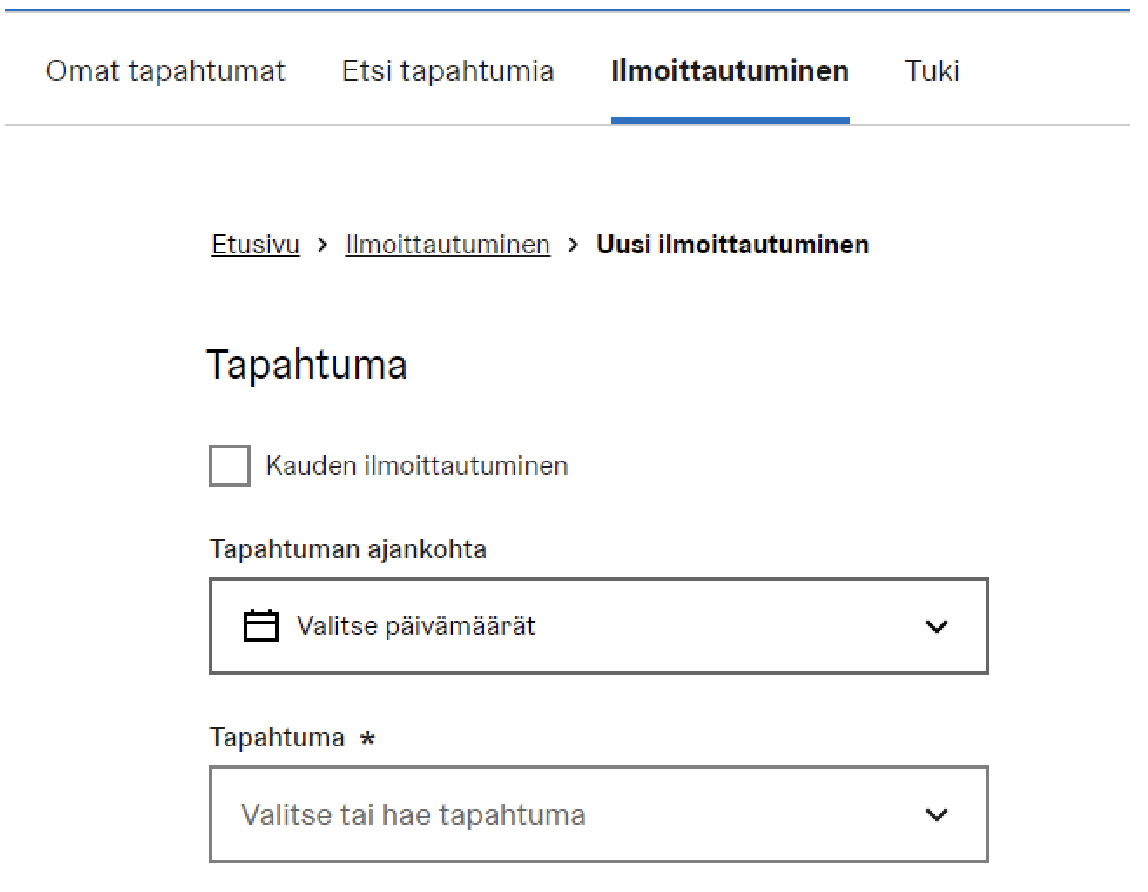 Omat tapahtumat Etsi tapahtumia Ilmoittautuminen Tuki
Etusivu > Ilmoittautuminen > Uusi ilmoittautuminen
Tapahtuma
Kauden ilmoittautuminen
Tapahtuman ajankohta
Valitse päivämäärät
Tapahtuma *
Valitse tai hae tapahtuma